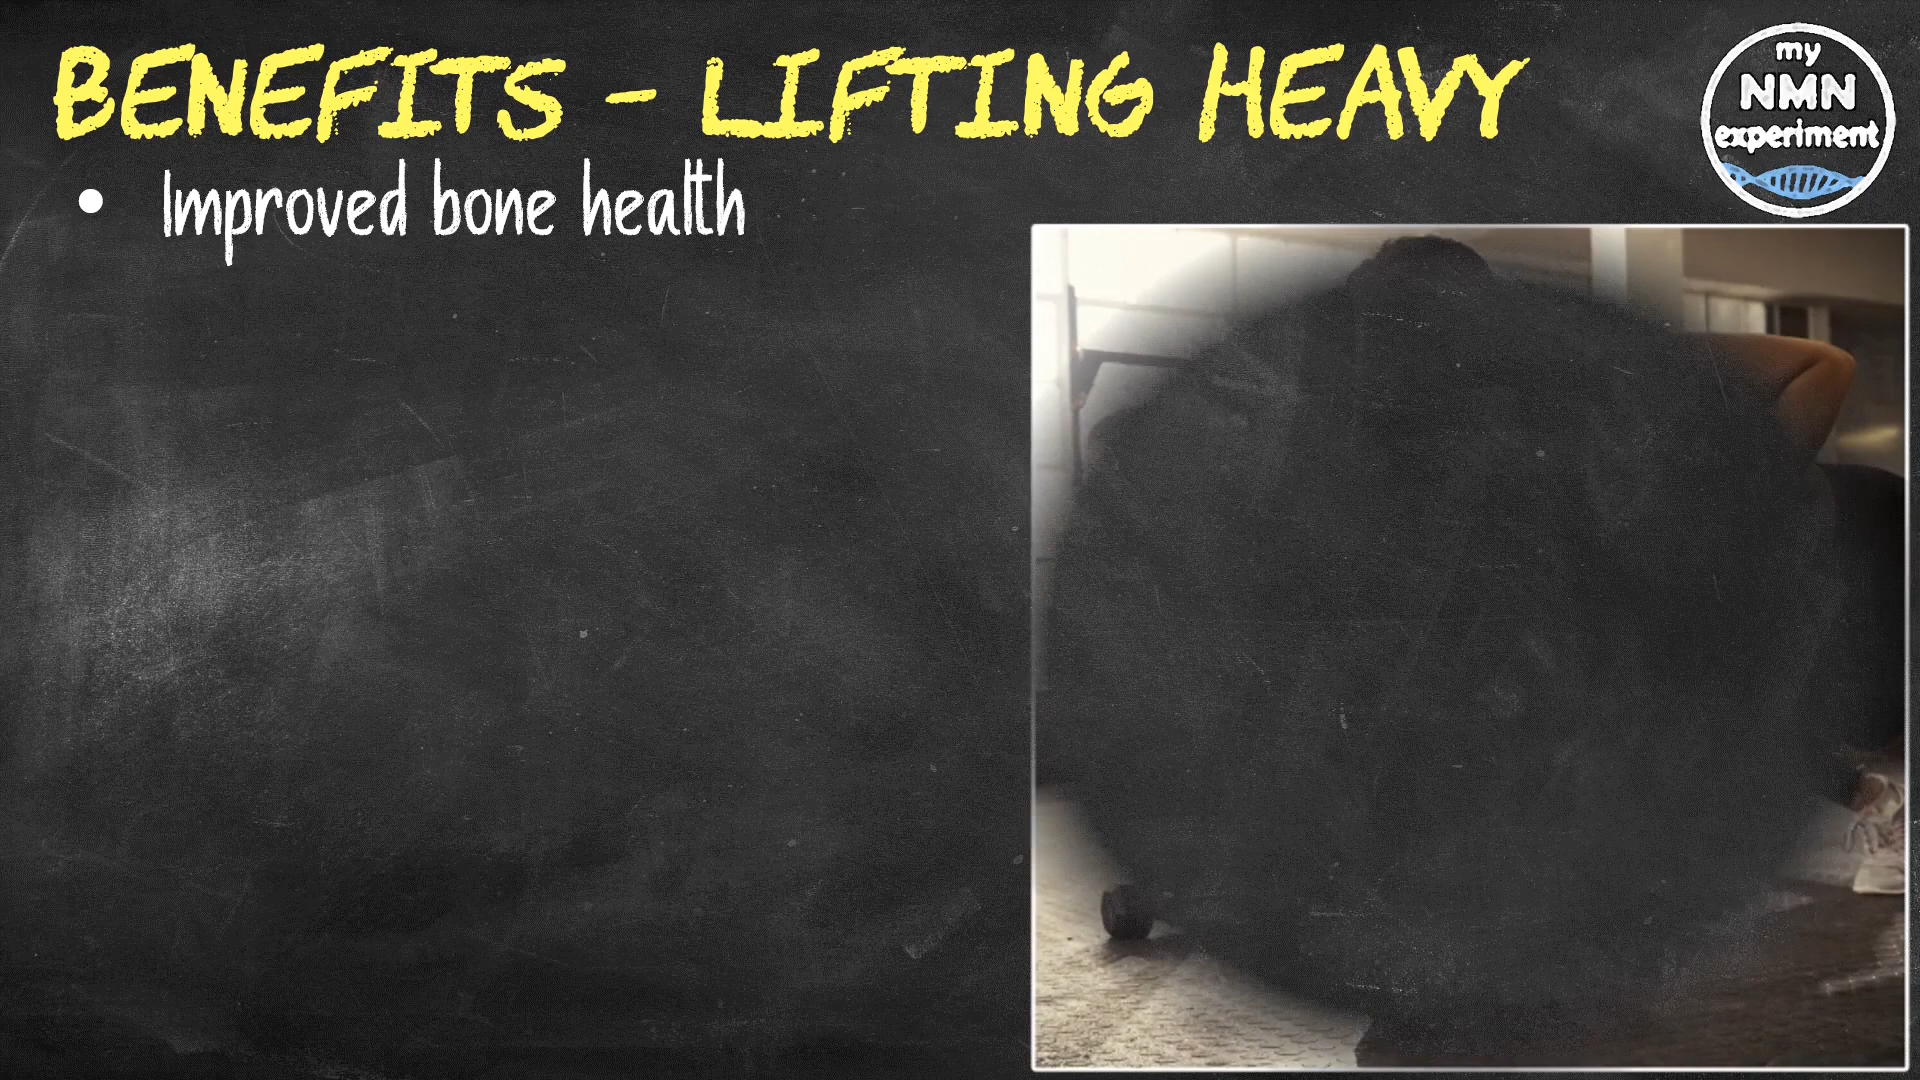 BENEFITS - LIFTING HEAVY
my
NMN
experiment
• Improved bone health